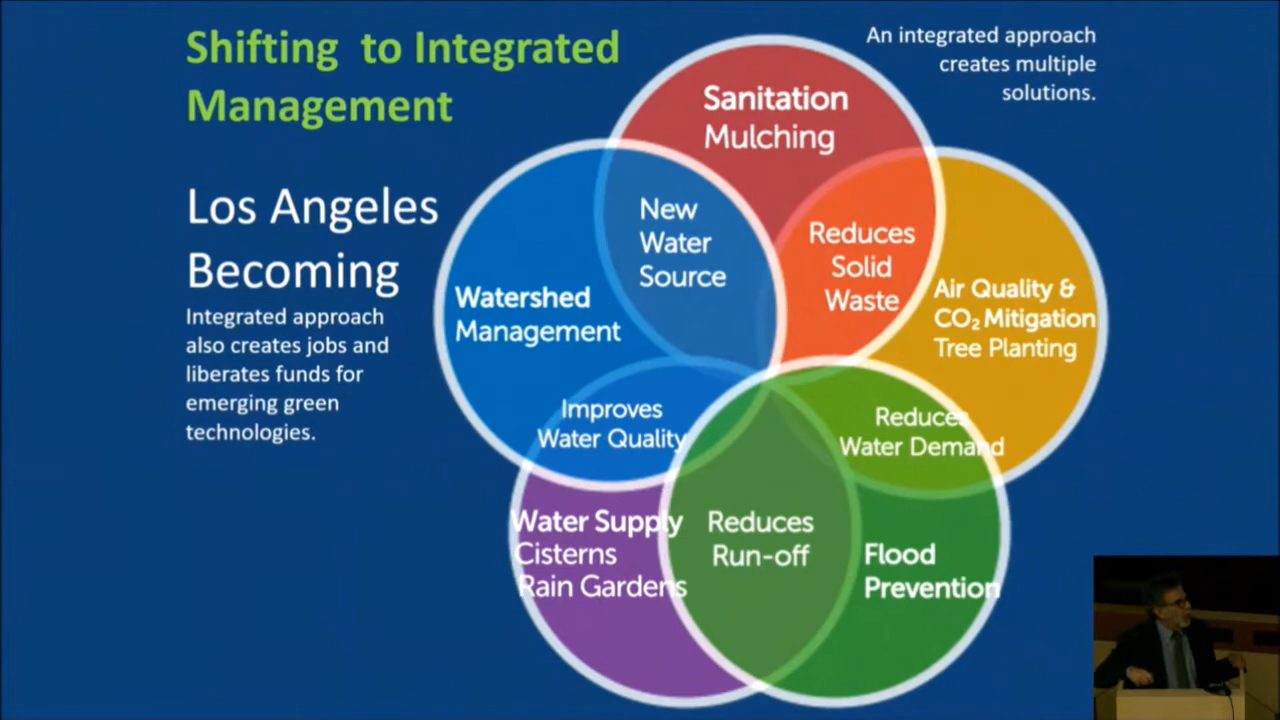 Shifting to Integrated
Management
An integrated approach
creates multiple
solutions.
Los Angeles
Becoming
Integrated approach
also creates jobs and
liberates funds for
emerging green
technologies.
Sanitation
Mulching
New
Water
Source
Reduces
Solid
Waste
Watershed
Management
Air Quality &
CO₂ Mitigation
Tree Planting
Improves
Water Quality
Reduces
Water Demand
Water Supply
Cisterns
Rain Gardens
Reduces
Run-off
Flood
Prevention